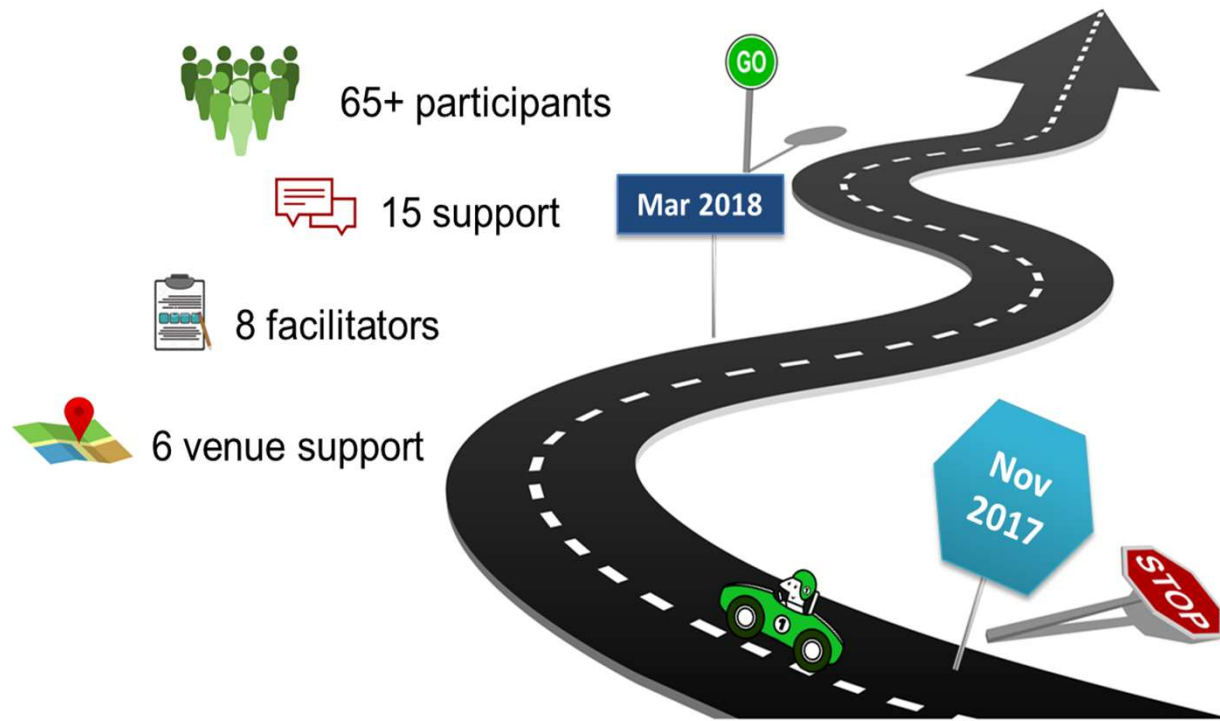 GO
65+ participants
Mar 2018
15 support
8 facilitators
6 venue support
Nov
2017
STOP
1